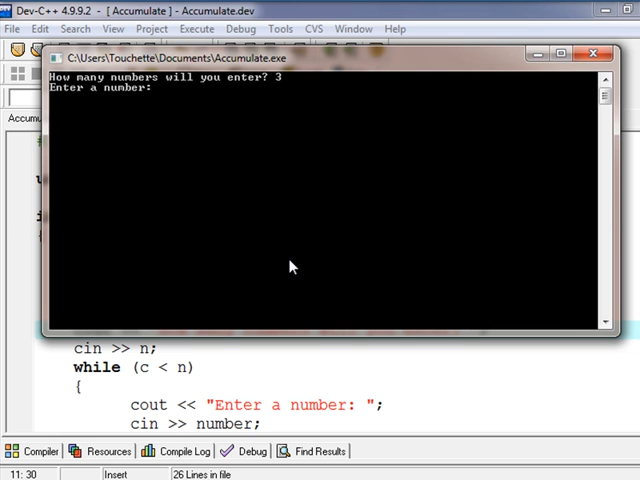 Dev-C++ 4.9.9.2 - [ Accumulate ] - Accumulate.dev
File Edit Search View Project Execute Debug CVS Window Help
C:\Users\Touchette\Documents\Accumulate.exe
How many numbers will you enter? 3
Enter a number:
Accum
cin >> n;
while (c < n)
{
cout << "Enter a number: ";
cin >> number;
Compiler Resources Compile Log Debug Find Results
11: 30 Insert 26 Lines in file